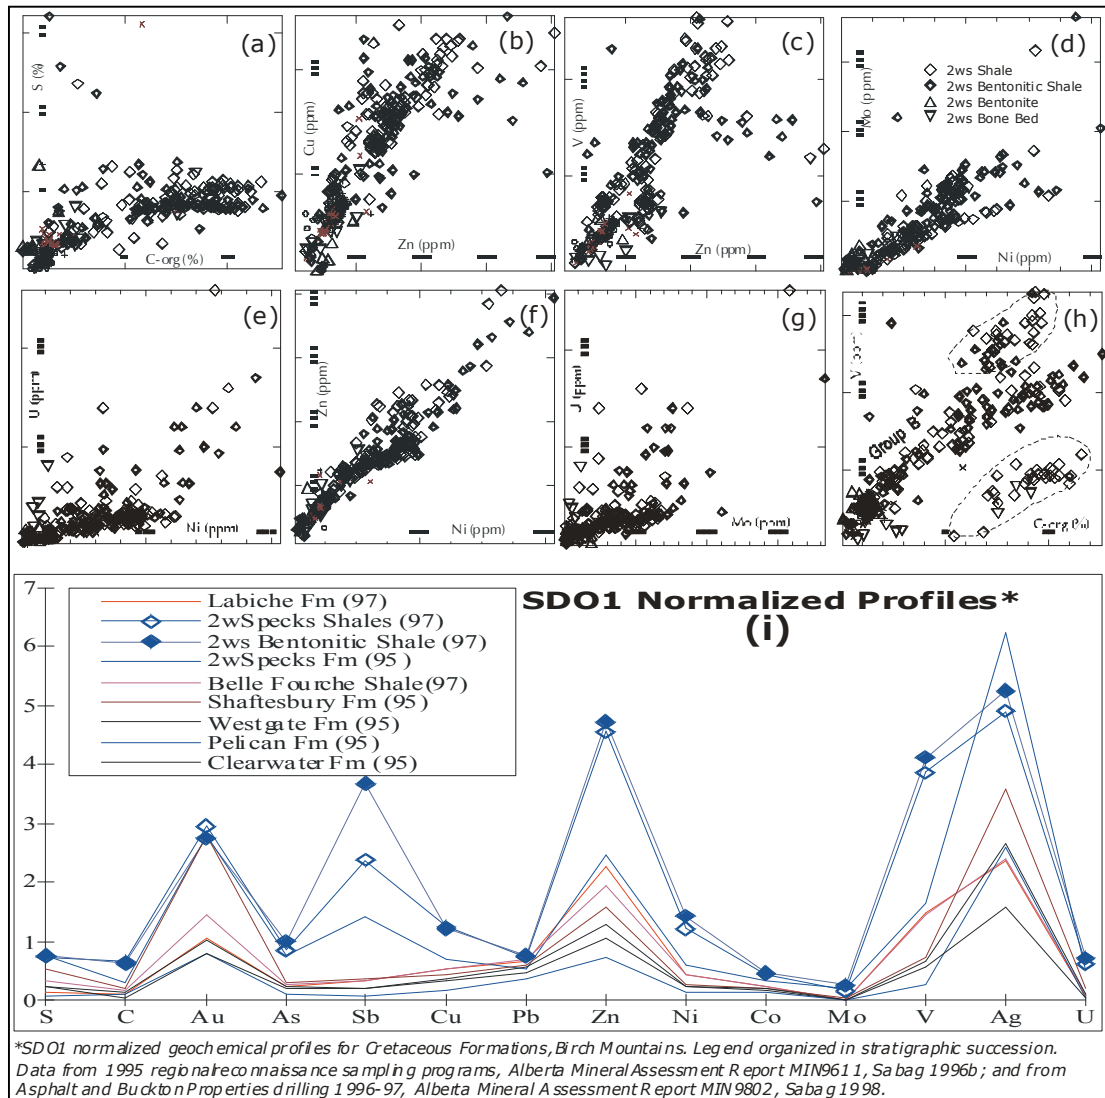 (a)
S (%)
C-org (%)
(b)
Cu (ppm)
Zn (ppm)
(c)
V (ppm)
Zn (ppm)
(d)
Mo (ppm)
Ni (ppm)
2ws Shale
2ws Bentonitic Shale
2ws Bentonite
2ws Bone Bed
(e)
U (ppm)
Ni (ppm)
(f)
Zn (ppm)
Ni (ppm)
(g)
(ppm)
Mo (ppm)
(h)
Group
C-org
SDO1 Normalized Profiles*
(i)
Labiche Fm (97)
2wSpecks Shales (97)
2ws Bentonitic Shale (97)
2wSpecks Fm (95)
Belle Fourche Shale (97)
Shaftesbury Fm (95)
Westgate Fm (95)
Pelican Fm (95)
Clearwater Fm (95)
7
6
5
4
3
2
1
0
S C Au As Sb Cu Pb Zn Ni Co Mo V Ag U
*SDO1 normalized geochemical profiles for Cretaceous Formations, Birch Mountains. Legend organized in stratigraphic succession.
Data from 1995 regional reconnaissance sampling programs, Alberta Mineral Assessment Report MIN9611, Sabag 1996b; and from
Asphalt and Buckton Properties drilling 1996-97, Alberta Mineral Assessment Report MIN9802, Sabag 1998.